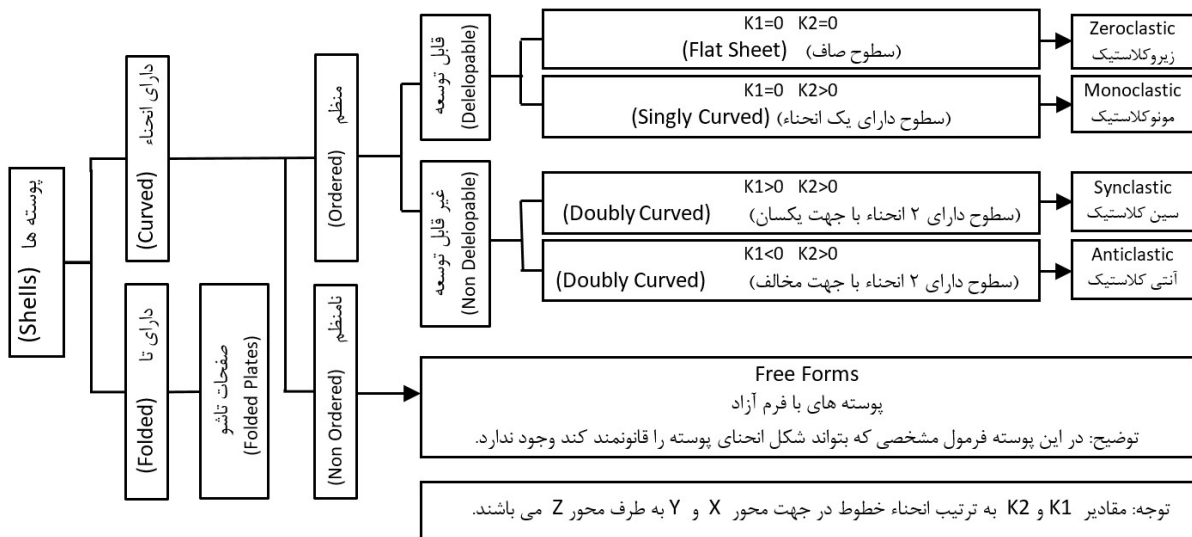 پوسته ها
(Shells)
دارای انحناء
(Curved)
دارای تا
(Folded)
صفحات تاشو
(Folded Plates)
منظم
(Ordered)
نامنظم
(Non Ordered)
قابل توسعه
(Delelopable)
غیر قابل توسعه
(Non Delopable)
K1=0 K2=0
(سطوح صاف) (Flat Sheet)
Zeroclastic
زیروکلاستیک
K1=0 K2>0
(سطوح دارای یک انحناء) (Singly Curved)
Monoclastic
مونوکلاستیک
K1>0 K2>0
(سطوح دارای ۲ انحناء با جهت یکسان) (Doubly Curved)
Synclastic
سین کلاستیک
K1<0 K2>0
(سطوح دارای ۲ انحناء با جهت مخالف) (Doubly Curved)
Anticlastic
آنتی کلاستیک
Free Forms
پوسته های با فرم آزاد
توضیح: در این پوسته فرمول مشخصی که بتواند شکل انحنای پوسته را قانونمند کند وجود ندارد.
توجه: مقادیر K1 و K2 به ترتیب انحناء خطوط در جهت محور X و Y به طرف محور Z می باشند.